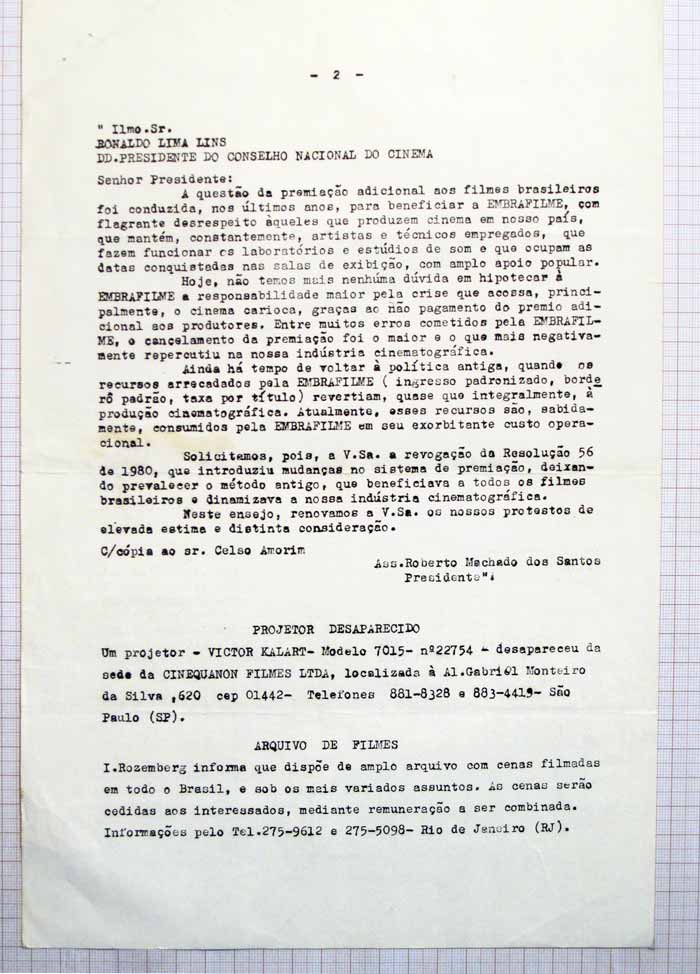 - 2 -
" Ilmo.Sr.
RONALDO LIMA LINS
DD.PRESIDENTE DO CONSELHO NACIONAL DO CINEMA
Senhor Presidente:
A questão da premiação adicional aos filmes brasileiros
foi conduzida, nos últimos anos, para beneficiar a EMBRAFILME, com
flagrante desrespeito àqueles que produzem cinema em nosso país,
que mantém, constantemente, artistas e técnicos empregados, que
fazem funcionar os laboratórios e estúdios de som e que ocupam as
datas conquistadas nas salas de exibição, com amplo apoio popular.
Hoje, não temos mais nenhúma dúvida em hipotecar à
EMBRAFILME a responsabilidade maior pela crise que acossa, princi-
palmente, o cinema carioca, graças ao não pagamento do premio adi-
cional aos produtores. Entre muitos erros cometidos pela EMBRAFIL-
ME, o cancelamento da premiação foi o maior e o que mais negativa-
mente repercutiu na nossa indústria cinematográfica.
Ainda há tempo de voltar à política antiga, quando os
recursos arrecadados pela EMBRAFILME ( ingresso padronizado, borde
rô padrão, taxa por título) revertiam, quase que integralmente, à
produção cinematográfica. Atualmente, esses recursos são, sabida-
mente, consumidos pela EMBRAFILME em seu exorbitante custo opera-
cional.
Solicitamos, pois, a V.Sa. a revogação da Resolução 56
de 1980, que introduziu mudanças no sistema de premiação, deixan-
do prevalecer o método antigo, que beneficiava a todos os filmes
brasileiros e dinamizava a nossa indústria cinematográfica.
Neste ensejo, renovamos a V.Sa. os nossos protestos de
elevada estima e distinta consideração.
C/cópia ao sr. Celso Amorim
Ass.Roberto Machado dos Santos
Presidente".
PROJETOR DESAPARECIDO
Um projetor - VICTOR KALART- Modelo 7015- nº22754 - desapareceu da
sede da CINEQUANON FILMES LTDA, localizada à Al.Gabriel Monteiro
da Silva ,620 cep 01442- Telefones 881-8328 e 883-4419- São
Paulo (SP).
ARQUIVO DE FILMES
I.Rozemberg informa que dispõe de amplo arquivo com cenas filmadas
em todo o Brasil, e sob os mais variados assuntos. As cenas serão
cedidas aos interessados, mediante remuneração a ser combinada.
Informações pelo Tel.275-9612 e 275-5098- Rio de Janeiro (RJ).